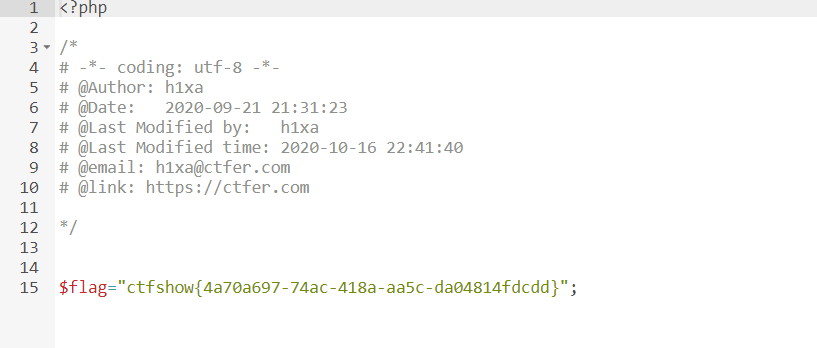 1 <?php
2
3 /*
4 # -*- coding: utf-8 -*-
5 # @Author: h1xa
6 # @Date:   2020-09-21 21:31:23
7 # @Last Modified by:   h1xa
8 # @Last Modified time: 2020-10-16 22:41:40
9 # @email: h1xa@ctfer.com
10 # @link: https://ctfer.com
11
12 */
13
14
15 $flag="ctfshow{4a70a697-74ac-418a-aa5c-da04814fdcdd}";